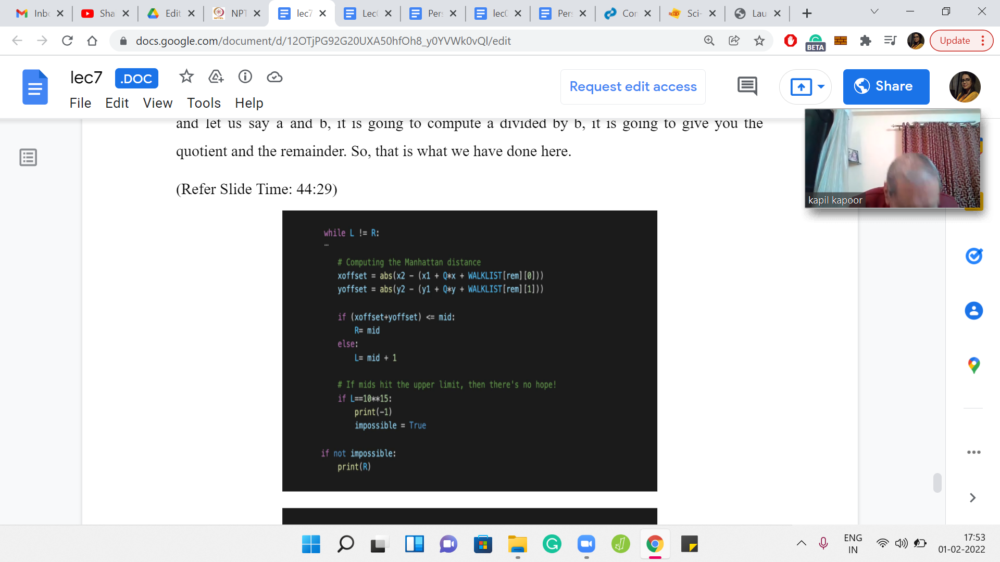 Inbc
Sha
Edit
NPT
lec7
Lec(
Pers
lec0
Pers
Con
Sci-
Lau
docs.google.com/document/d/12OTjPG92G20UXA50hfOh8_y0YVWk0vQl/edit
BETA
Update
lec7
.DOC
Request edit access
Share
File Edit View Tools Help
and let us say a and b, it is going to compute a divided by b, it is going to give you the
quotient and the remainder. So, that is what we have done here.
(Refer Slide Time: 44:29)
kapil kapoor
while L != R:
…
# Computing the Manhattan distance
xoffset = abs(x2 - (x1 + Q*x + WALKLIST[rem][0]))
yoffset = abs(y2 - (y1 + Q*y + WALKLIST[rem][1]))
if (xoffset+yoffset) <= mid:
R= mid
else:
L= mid + 1
# If mids hit the upper limit, then there's no hope!
if L==10**15:
print(-1)
impossible = True
if not impossible:
print(R)
ENG
IN
17:53
01-02-2022